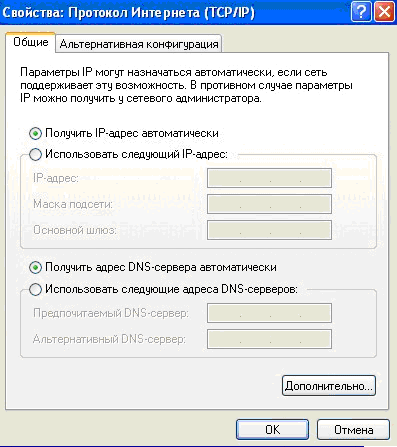 Свойства: Протокол Интернета (TCP/IP)
Общие
Альтернативная конфигурация
Параметры IP могут назначаться автоматически, если сеть
поддерживает эту возможность. В противном случае параметры
IP можно получить у сетевого администратора.
Получить IP-адрес автоматически
Использовать следующий IP-адрес:
IP-адрес:
Маска подсети:
Основной шлюз:
Получить адрес DNS-сервера автоматически
Использовать следующие адреса DNS-серверов:
Предпочитаемый DNS-сервер:
Альтернативный DNS-сервер:
Дополнительно...
OK
Отмена